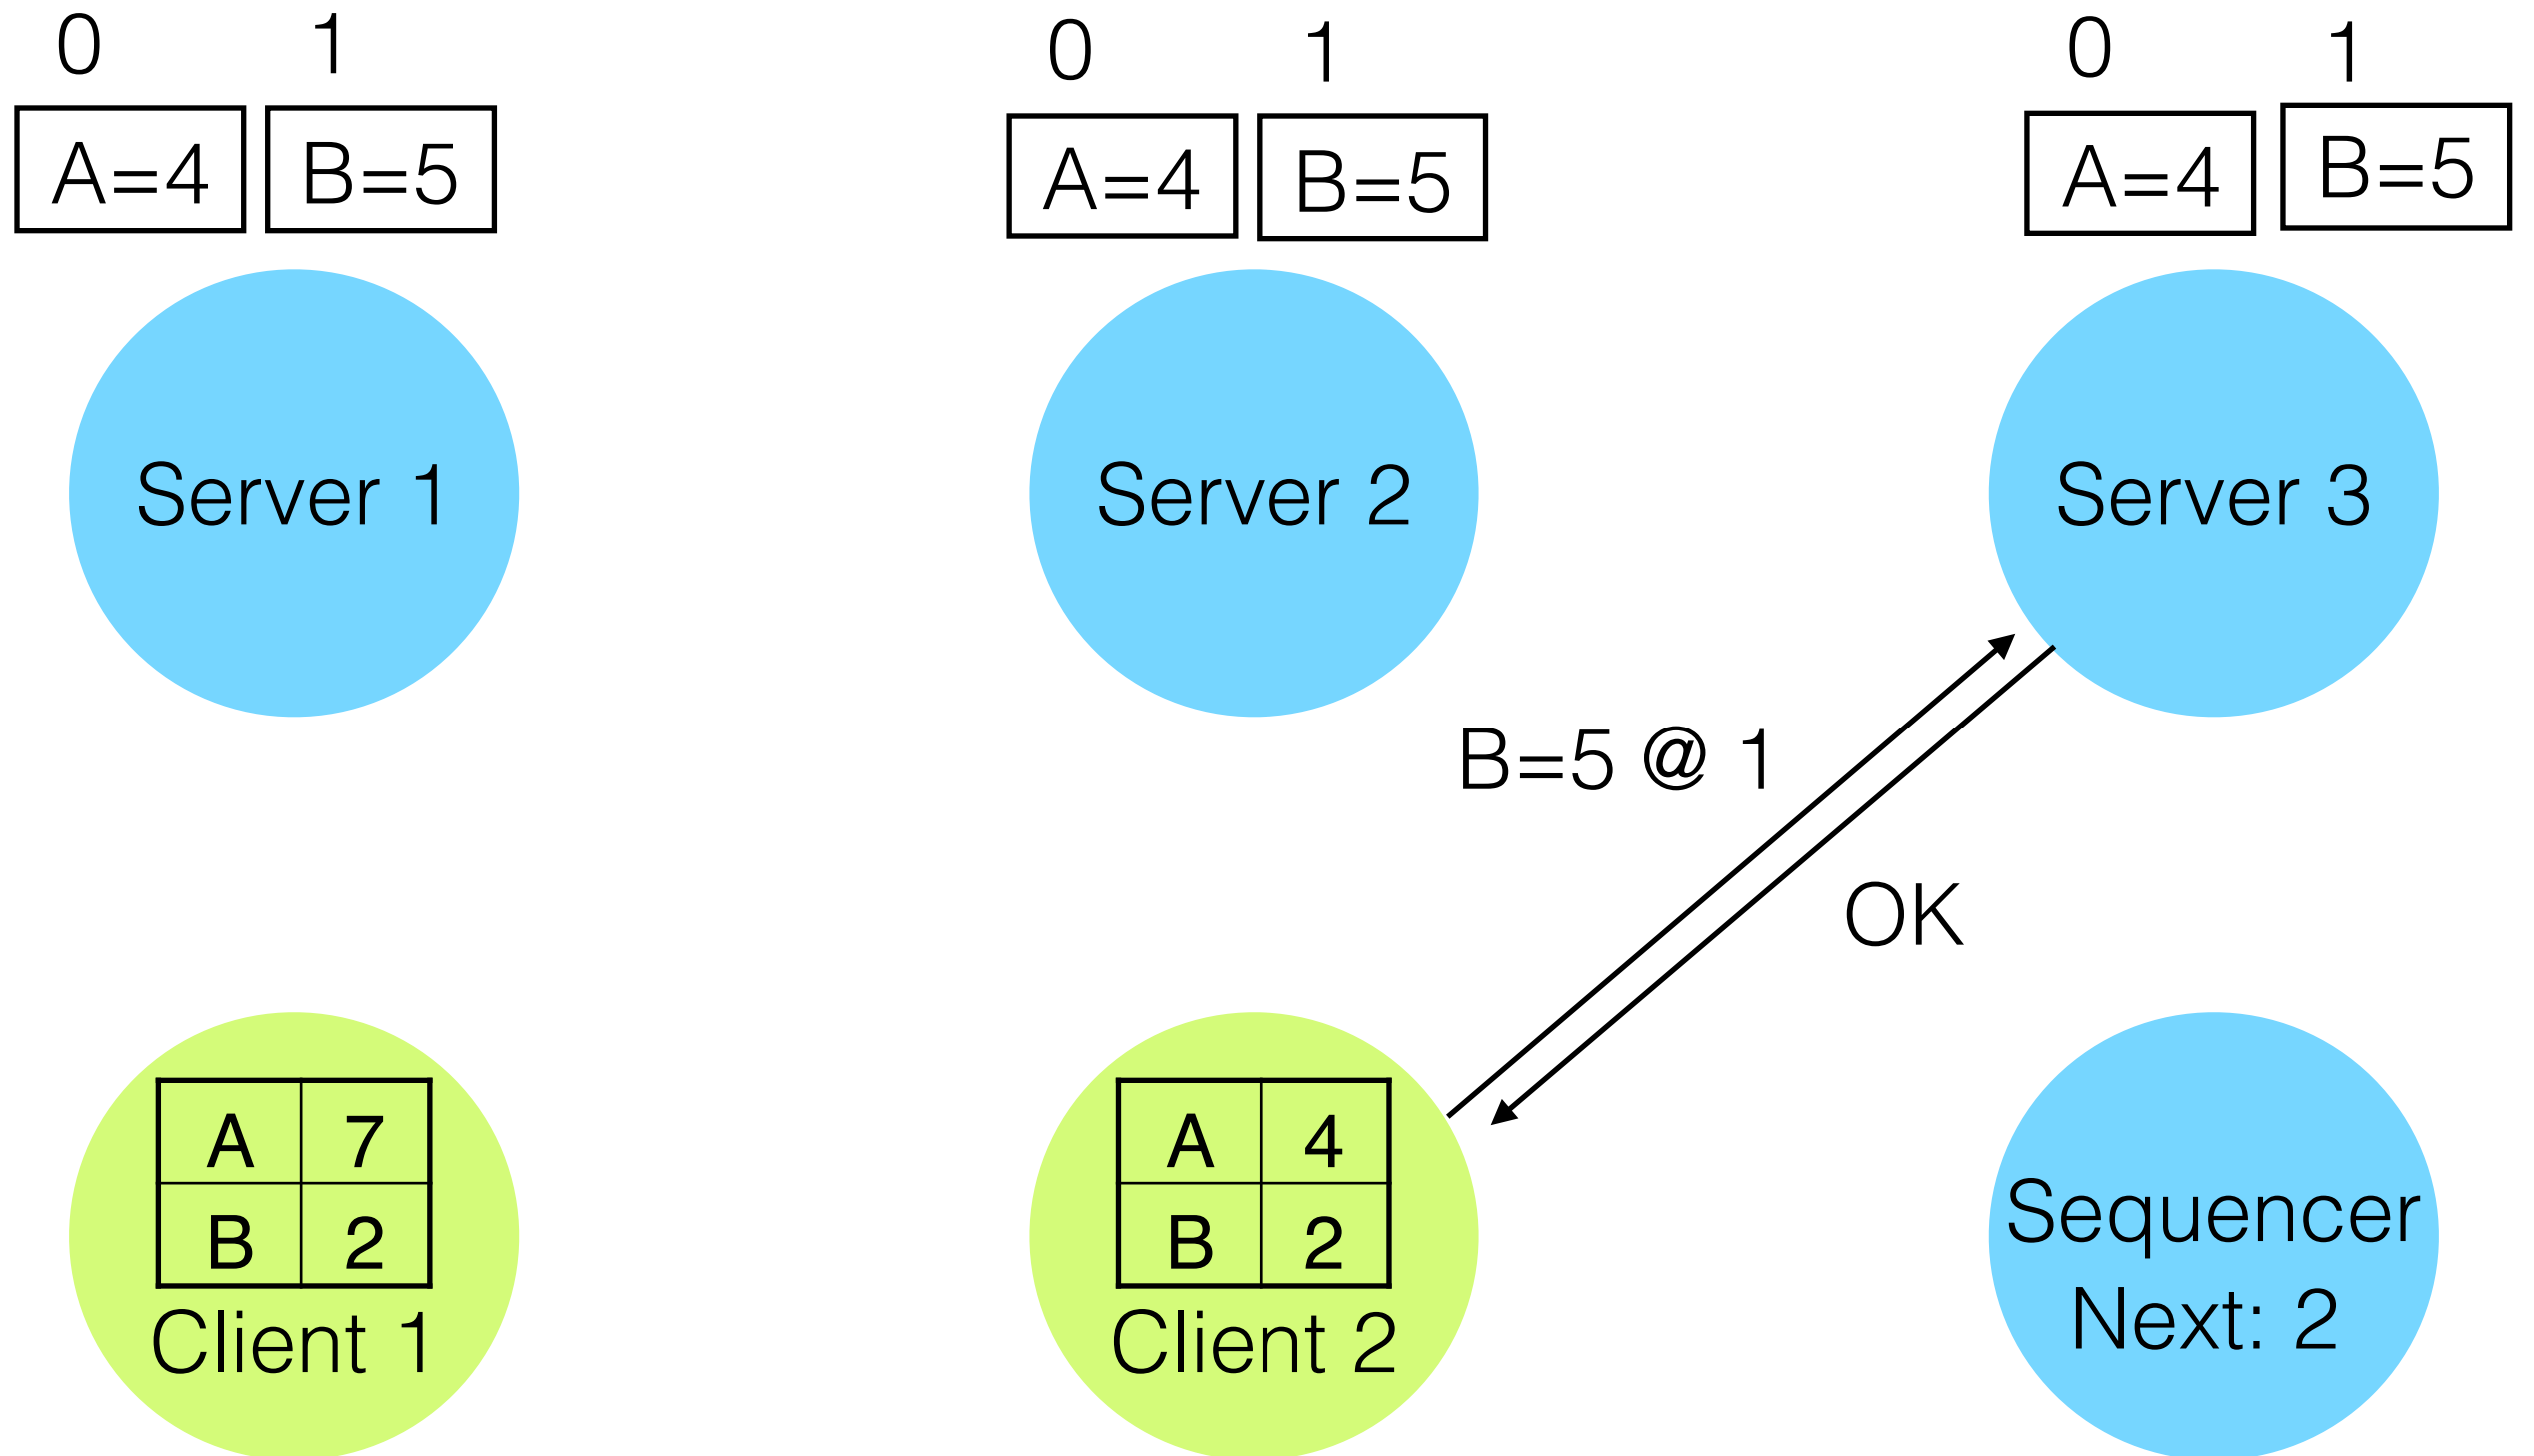 0 1
A=4 B=5
0 1
A=4 B=5
0 1
A=4 B=5
Server 1
Server 2
Server 3
B=5 @ 1
OK
A 7
B 2
Client 1
A 4
B 2
Client 2
Sequencer
Next: 2